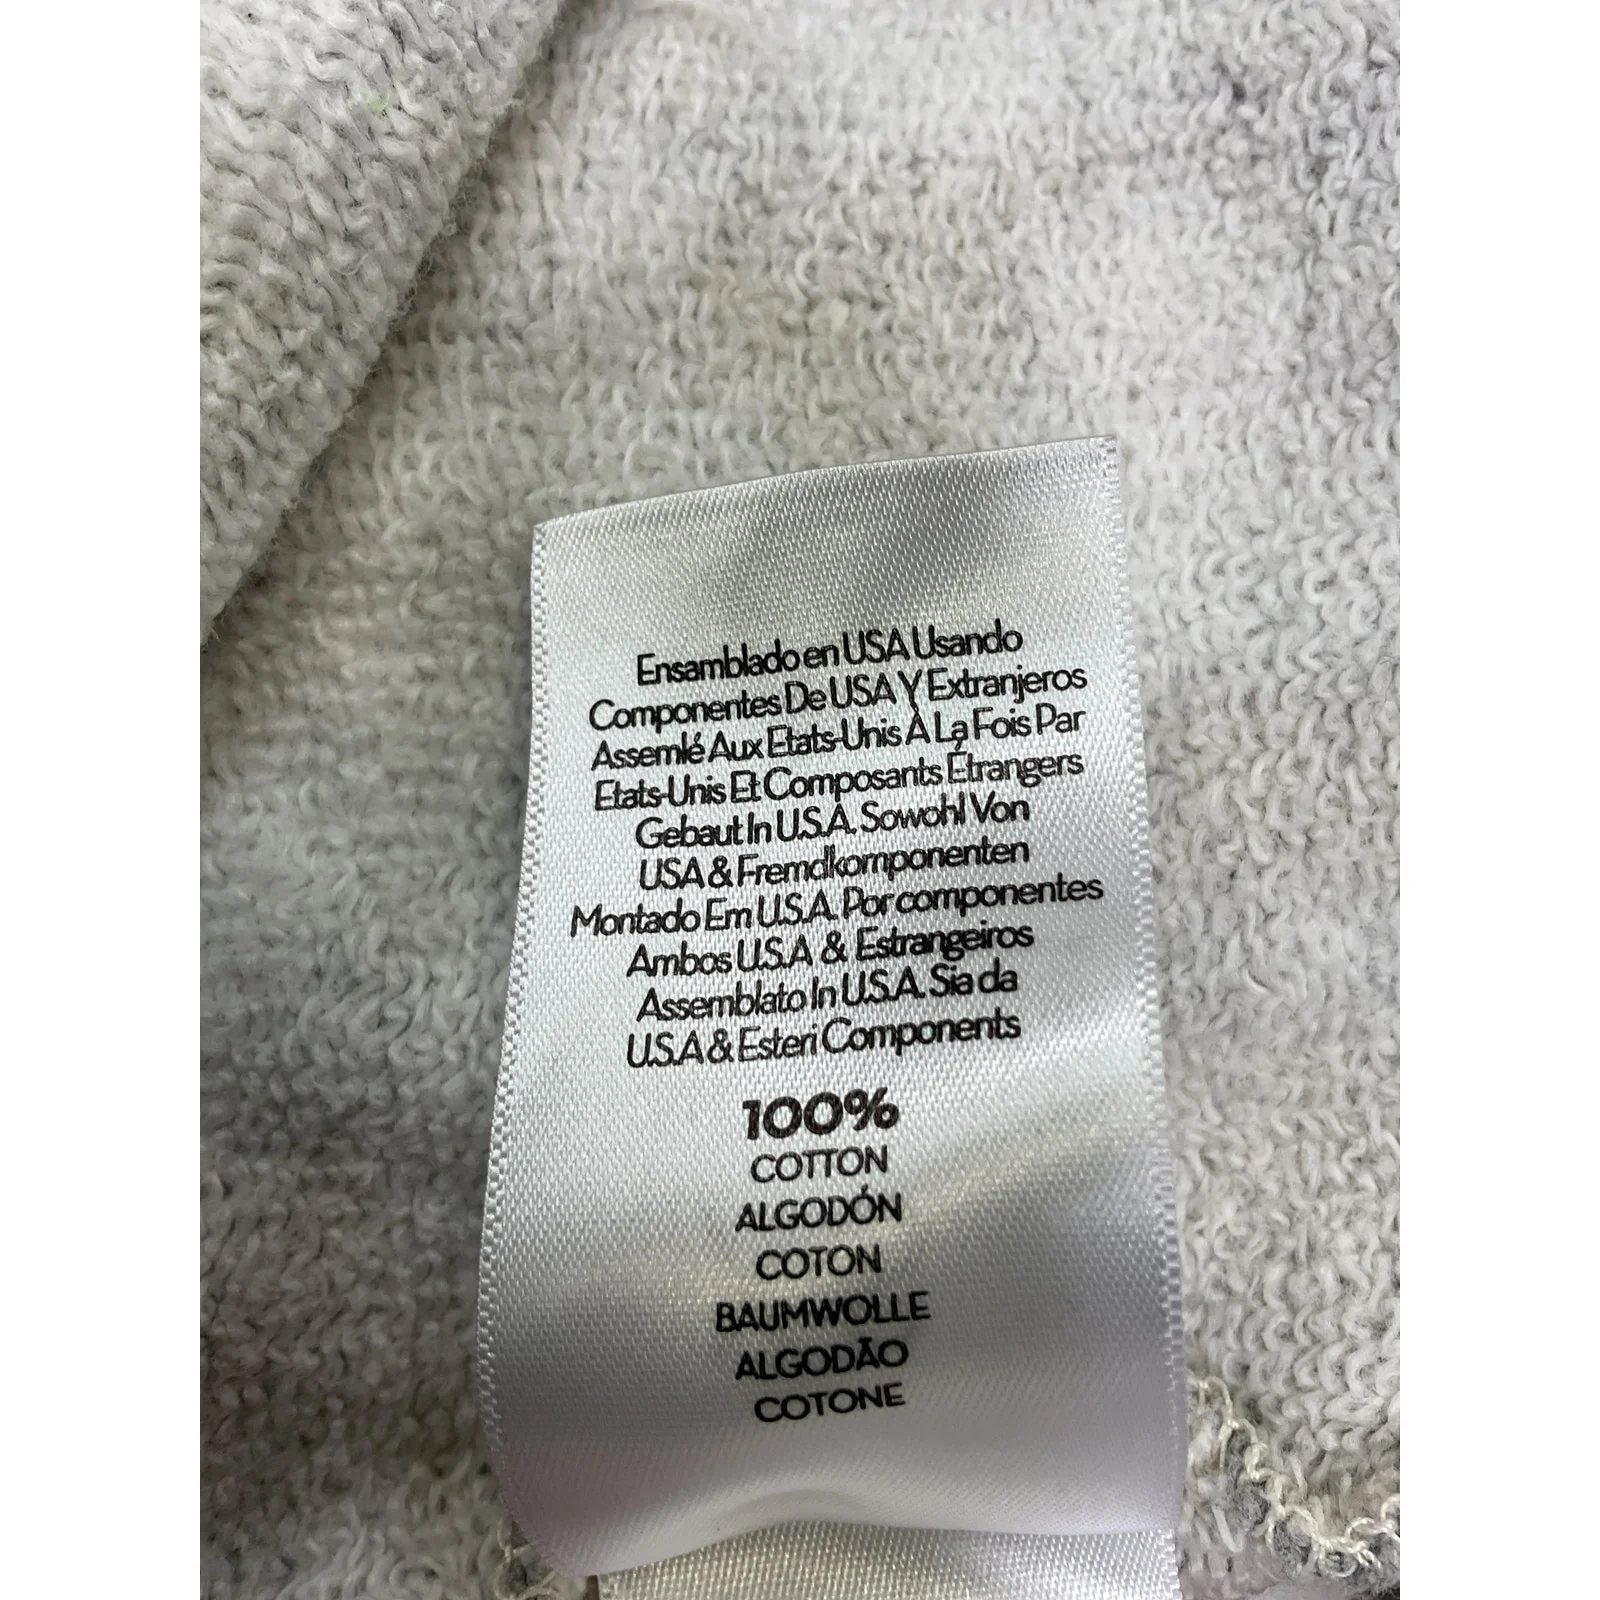 Ensamblado en USA Usando
Componentes De USA Y Extranjeros
Assemlé Aux Etats-Unis À La Fois Par
Etats-Unis Et Composants Étrangers
Gebaut In U.S.A. Sowohl Von
USA & Fremdkomponenten
Montado Em U.S.A. Por componentes
Ambos U.S.A & Estrangeiros
Assemblato In U.S.A. Sia da
U.S.A & Esteri Components
100%
COTTON
ALGODÓN
COTON
BAUMWOLLE
ALGODÃO
COTONE